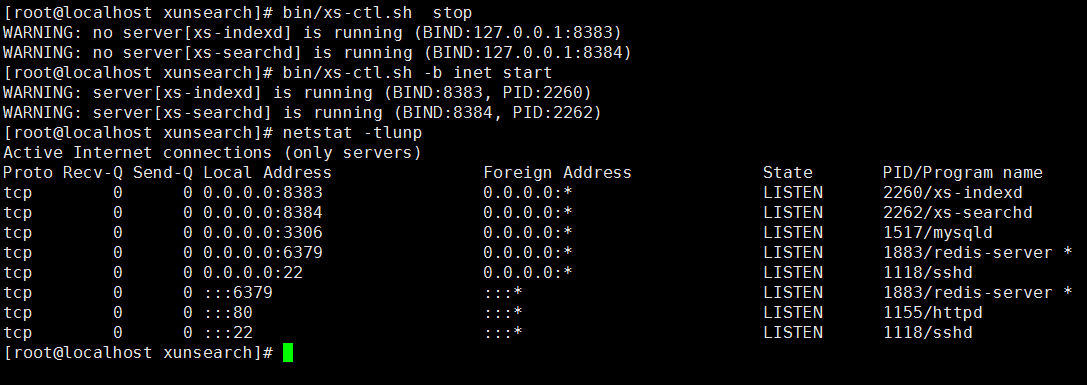 [root@localhost xunsearch]# bin/xs-ctl.sh  stop
WARNING: no server[xs-indexd] is running (BIND:127.0.0.1:8383)
WARNING: no server[xs-searchd] is running (BIND:127.0.0.1:8384)
[root@localhost xunsearch]# bin/xs-ctl.sh -b inet start
WARNING: server[xs-indexd] is running (BIND:8383, PID:2260)
WARNING: server[xs-searchd] is running (BIND:8384, PID:2262)
[root@localhost xunsearch]# netstat -tlunp
Active Internet connections (only servers)
Proto Recv-Q Send-Q Local Address               Foreign Address             State       PID/Program name
tcp        0      0 0.0.0.0:8383                0.0.0.0:*                   LISTEN      2260/xs-indexd
tcp        0      0 0.0.0.0:8384                0.0.0.0:*                   LISTEN      2262/xs-searchd
tcp        0      0 0.0.0.0:3306                0.0.0.0:*                   LISTEN      1517/mysqld
tcp        0      0 0.0.0.0:6379                0.0.0.0:*                   LISTEN      1883/redis-server *
tcp        0      0 0.0.0.0:22                  0.0.0.0:*                   LISTEN      1118/sshd
tcp        0      0 :::6379                     :::*                        LISTEN      1883/redis-server *
tcp        0      0 :::80                       :::*                        LISTEN      1155/httpd
tcp        0      0 :::22                       :::*                        LISTEN      1118/sshd
[root@localhost xunsearch]#